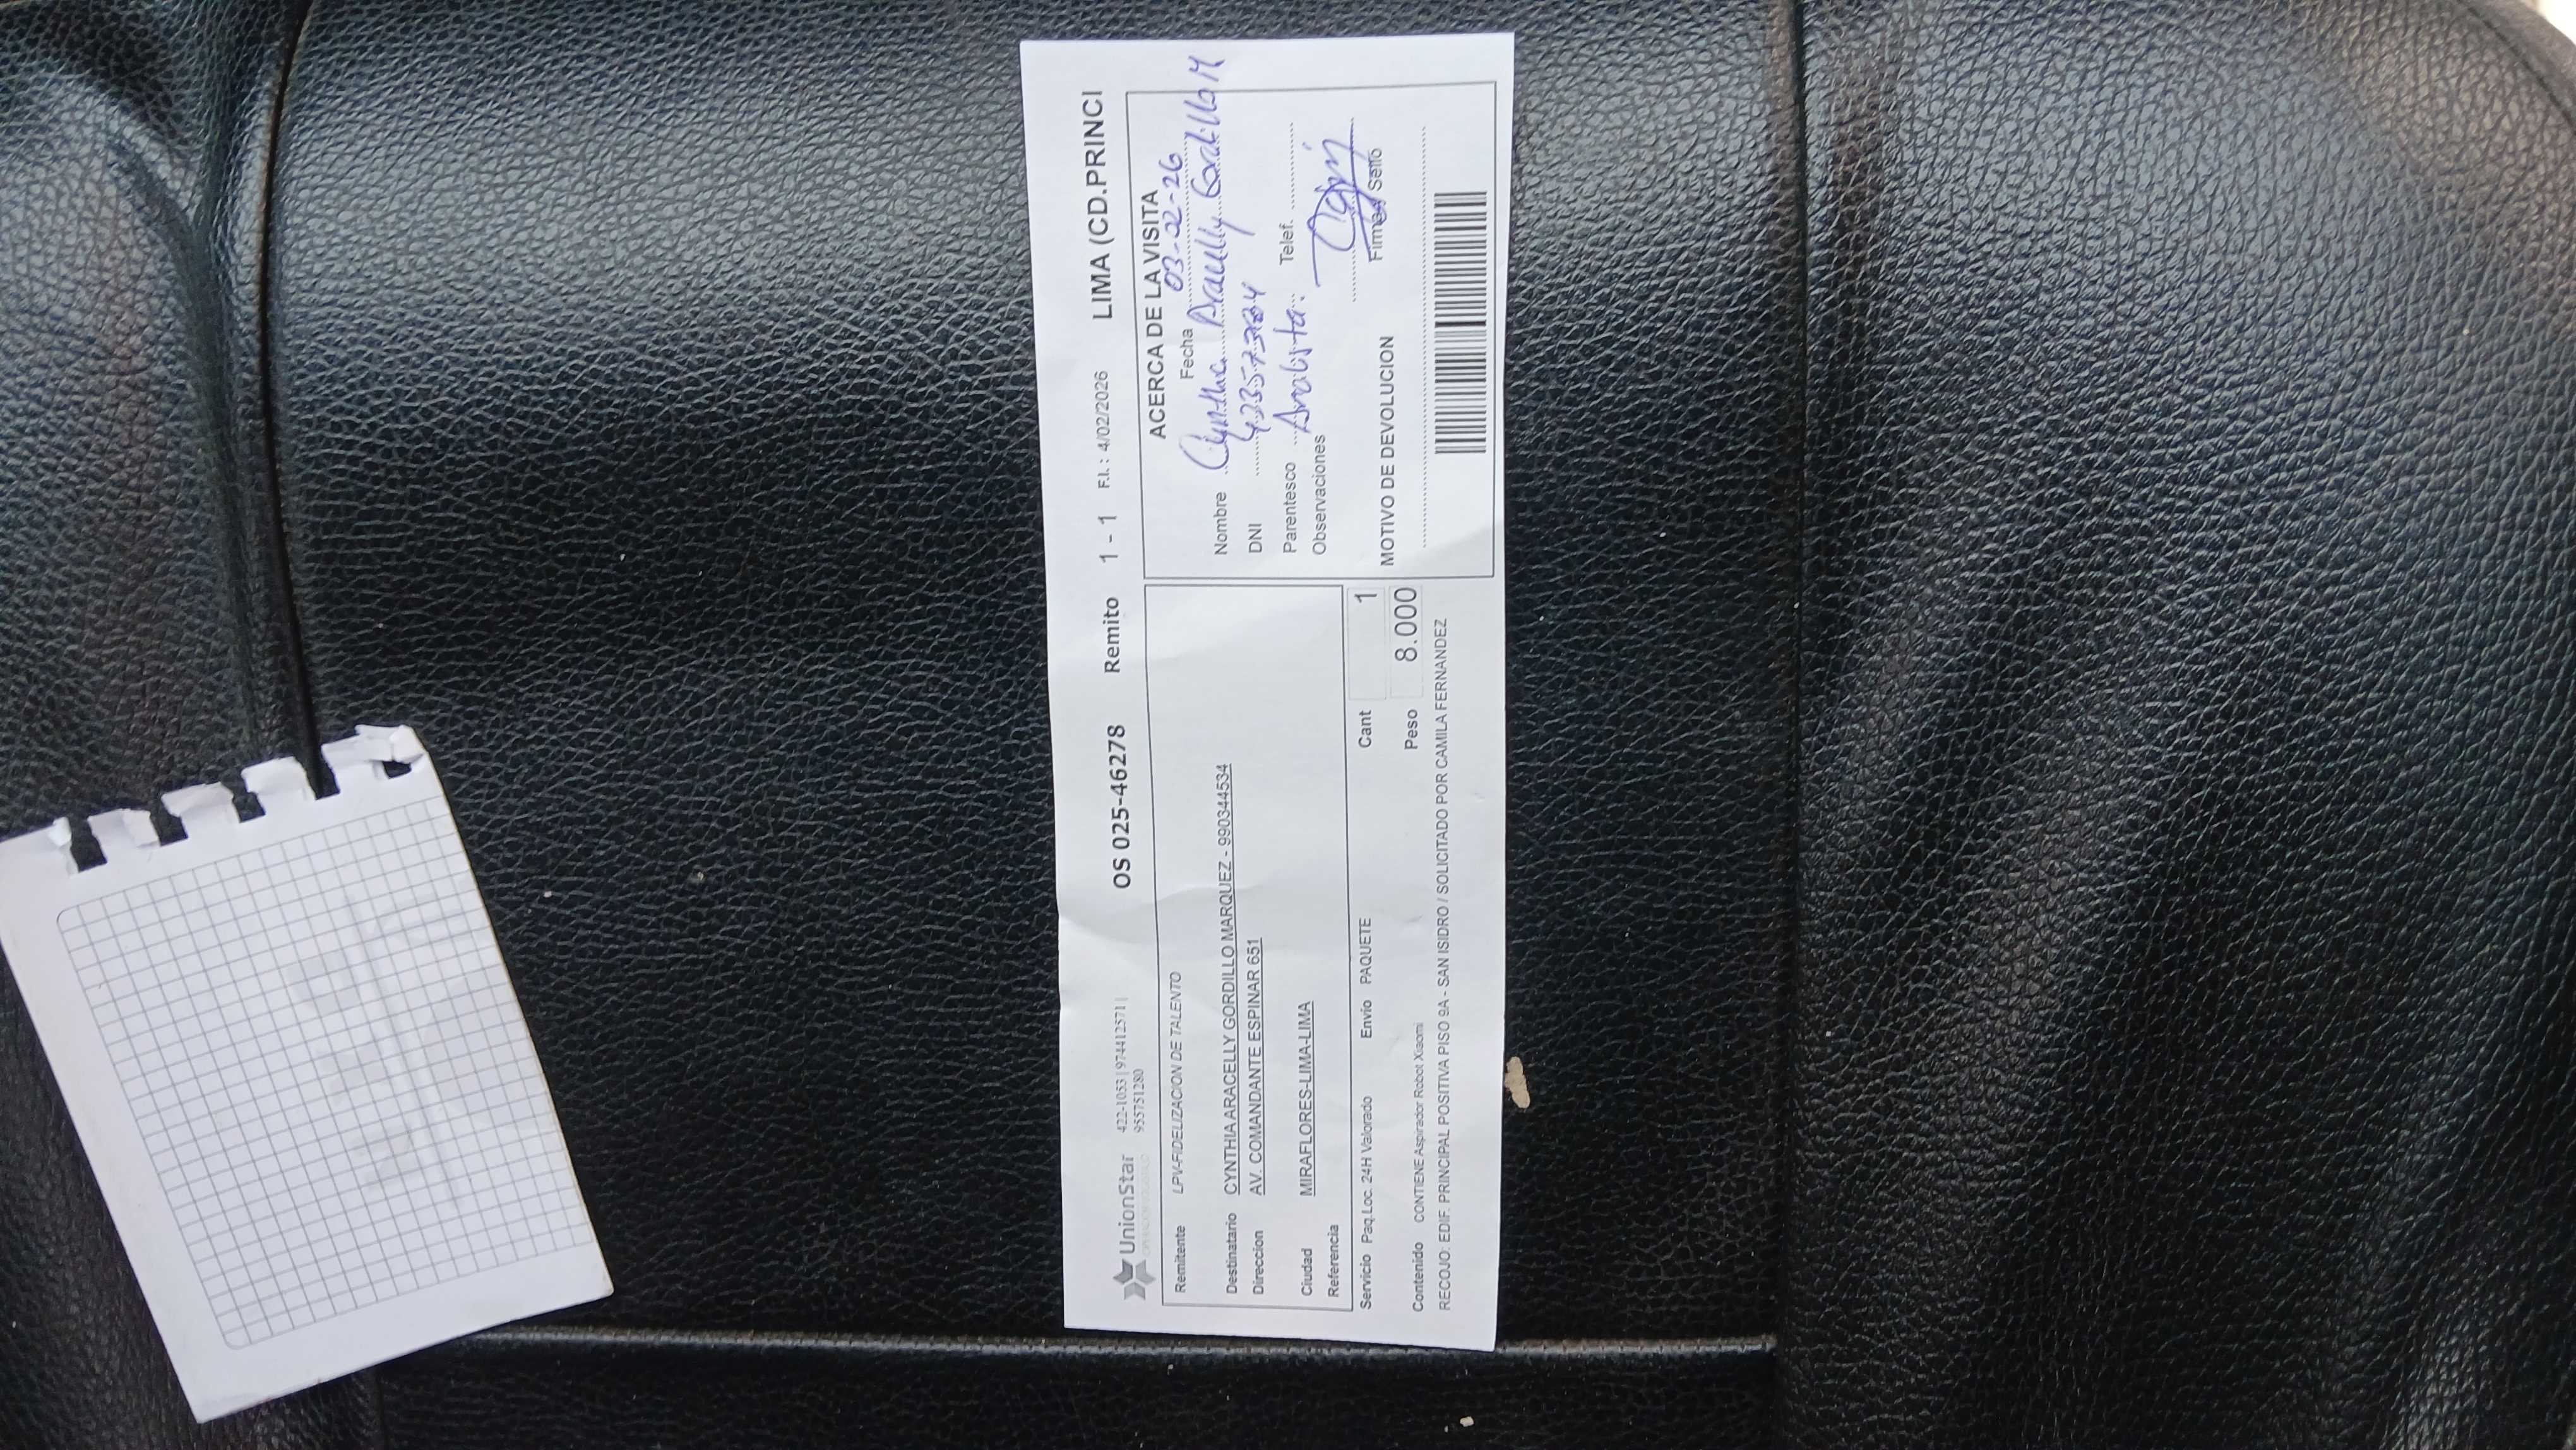 UnionStar 422-1053 | 974412571 |
955751280
OS 025-46278 Remito 1 - 1 F.I.: 4/02/2026 LIMA (CD.PRINCI
Remitente LPV-FIDELIZACION DE TALENTO
Destinatario CYNTHIA ARACELLY GORDILLO MARQUEZ - 990344534
Direccion AV. COMANDANTE ESPINAR 651
Ciudad MIRAFLORES-LIMA-LIMA
Referencia
Servicio Paq.Loc. 24H Valorado Envío PAQUETE Cant 1
Peso 8.000
Contenido CONTIENE Aspirador Robot Xiaomi
RECOJO: EDIF. PRINCIPAL POSITIVA PISO 9A - SAN ISIDRO / SOLICITADO POR CAMILA FERNANDEZ
ACERCA DE LA VISITA
Fecha 03-02-26
Nombre Cynthia Aracelly Gordillo M
DNI
Parentesco Analista. Telef.
Observaciones
Firma o Sello
MOTIVO DE DEVOLUCION